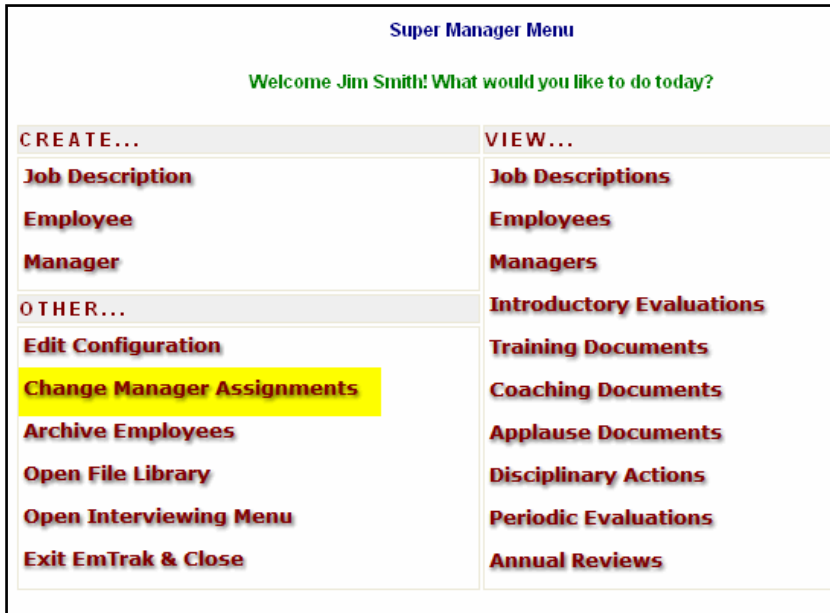 Super Manager Menu
Welcome Jim Smith! What would you like to do today?
CREATE...
Job Description
Employee
Manager
OTHER...
Edit Configuration
Change Manager Assignments
Archive Employees
Open File Library
Open Interviewing Menu
Exit EmTrak & Close
VIEW...
Job Descriptions
Employees
Managers
Introductory Evaluations
Training Documents
Coaching Documents
Applause Documents
Disciplinary Actions
Periodic Evaluations
Annual Reviews